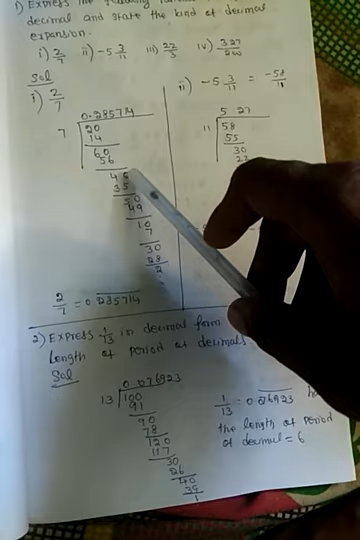 1) Express the following
decimal and state the kind of decimal
expansion.
i) 2/7 ii) -5 3/11 iii) 22/3 iv) 327/200
Sol
i) 2/7
0.285714
7 20
14
60
56
40
35
50
49
10
7
30
28
2
2/7 = 0.285714
ii) -5 3/11 = -58/11
5 27
11 58
55
30
22
2) Express 1/13 in decimal form
Length of period of decimals
Sol
0.076923
13 100
91
90
78
120
117
30
26
40
39
1
1/13 = 0.076923
the length of period
of decimal = 6